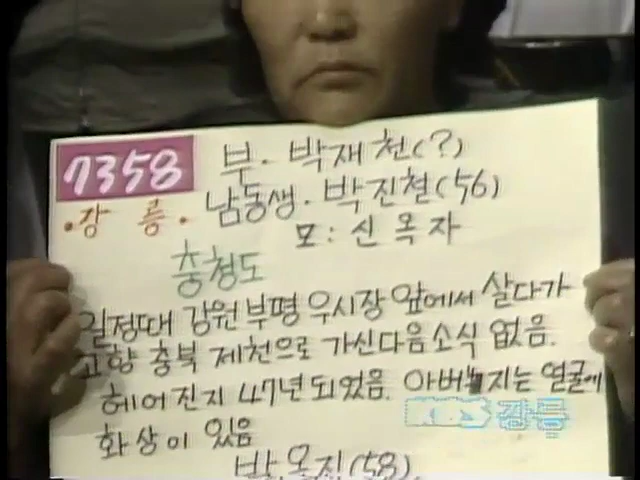 7358
부. 박재천(?)
남동생. 박진철(56)
•장 릉•
모: 신옥자
충청도
일정때 강원 부평 우시장 앞에서 살다가
고향 충북 제천으로 가신다음 소식 없음.
헤어진지 47년 되었음. 아버지는 얼굴에
화상이 있음
KBS 강릉
박옥진(58)